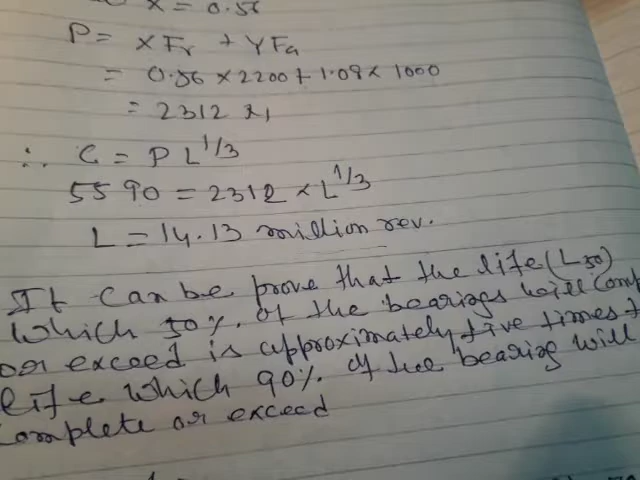 X = 0.56
P = XFr + YFa
= 0.56 × 2200 + 1.08 × 1000
= 2312 N
∴ C = P L^1/3
5590 = 2312 × L^1/3
L = 14.13 million rev.
It can be prove that the life (L50)
which 50%. of the bearings will comp
or exceed is approximately five times t
life which 90%. of the bearing will
complete or exceed